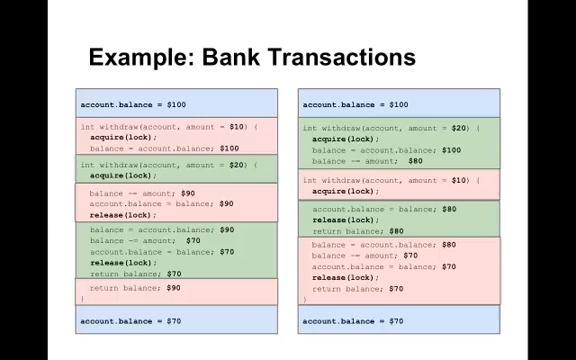 Example: Bank Transactions
account.balance = $100
int withdraw(account, amount = $10) {
acquire(lock);
balance = account.balance; $100
int withdraw(account, amount = $20) {
acquire(lock);
balance -= amount; $90
account.balance = balance; $90
release(lock);
balance = account.balance; $90
balance -= amount; $70
account.balance = balance; $70
release(lock);
return balance; $70
return balance; $90
}
account.balance = $70
account.balance = $100
int withdraw(account, amount = $20) {
acquire(lock);
balance = account.balance; $100
balance -= amount; $80
int withdraw(account, amount = $10) {
acquire(lock);
account.balance = balance; $80
release(lock);
return balance; $80
balance = account.balance; $80
balance -= amount; $70
account.balance = balance; $70
release(lock);
return balance; $70
}
account.balance = $70